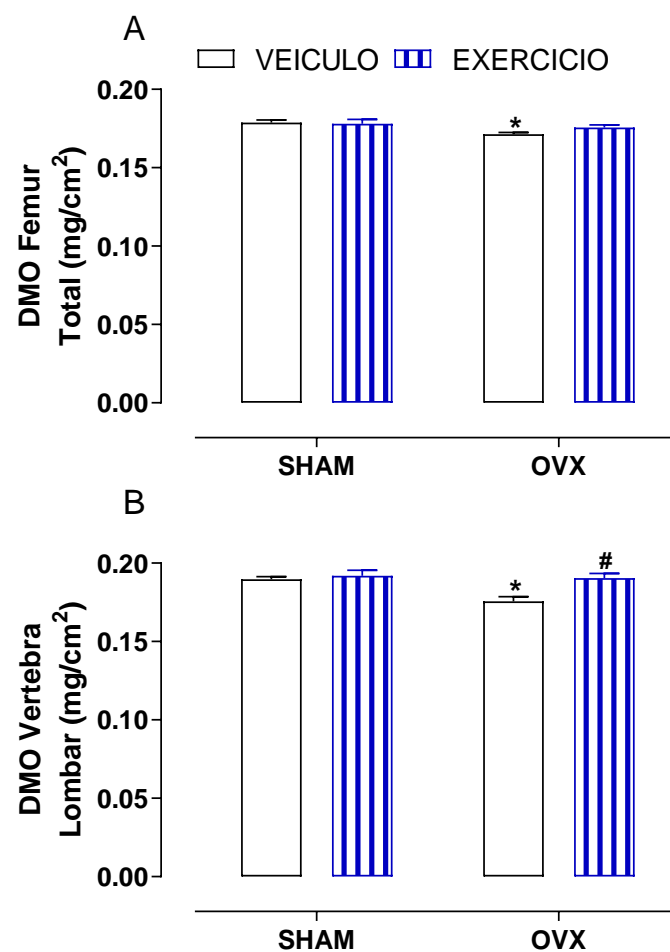 A
VEICULO EXERCICIO
DMO Femur
Total (mg/cm²)
0.20
0.15
0.10
0.05
0.00
*
SHAM OVX
B
DMO Vertebra
Lombar (mg/cm²)
0.20
0.15
0.10
0.05
0.00
*
#
SHAM OVX